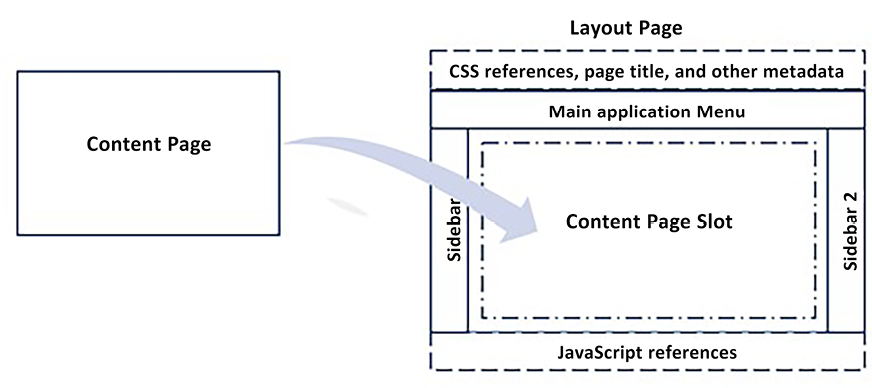 Layout Page
CSS references, page title, and other metadata
Main application Menu
Content Page
Sidebar
Content Page Slot
Sidebar 2
JavaScript references